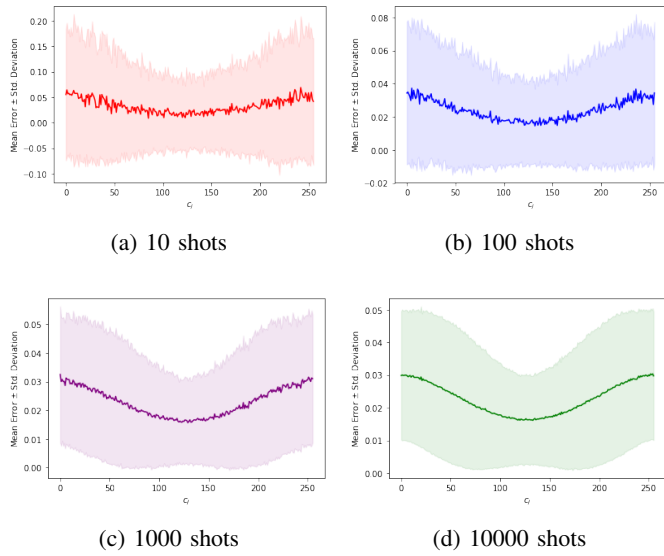 0.20
0.15
0.10
0.05
0.00
−0.05
−0.10
Mean Error ± Std. Deviation
0 50 100 150 200 250
c_i
(a) 10 shots
0.08
0.06
0.04
0.02
0.00
−0.02
Mean Error ± Std. Deviation
0 50 100 150 200 250
c_i
(b) 100 shots
0.05
0.04
0.03
0.02
0.01
0.00
Mean Error ± Std. Deviation
0 50 100 150 200 250
c_i
(c) 1000 shots
0.05
0.04
0.03
0.02
0.01
0.00
Mean Error ± Std. Deviation
0 50 100 150 200 250
c_i
(d) 10000 shots